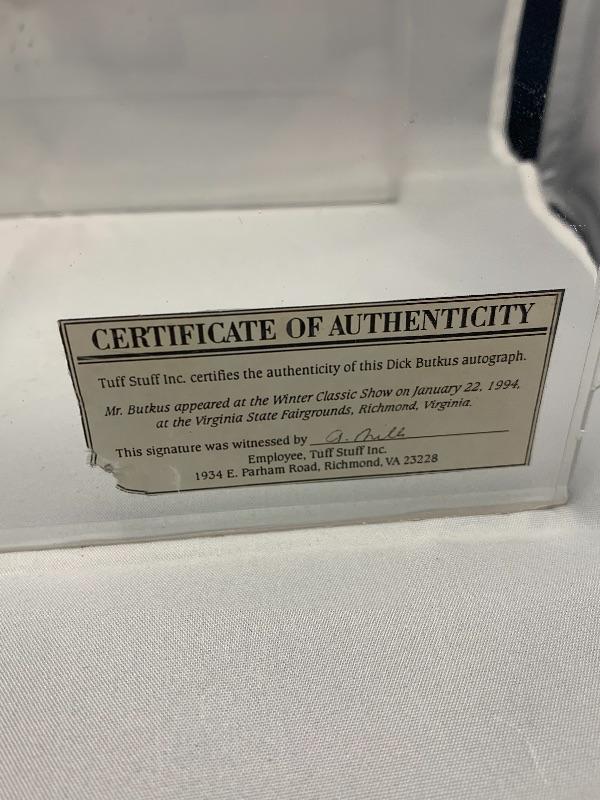 CERTIFICATE OF AUTHENTICITY
Tuff Stuff Inc. certifies the authenticity of this Dick Butkus autograph.
Mr. Butkus appeared at the Winter Classic Show on January 22, 1994,
at the Virginia State Fairgrounds, Richmond, Virginia.
This signature was witnessed by
Employee, Tuff Stuff Inc.
1934 E. Parham Road, Richmond, VA 23228